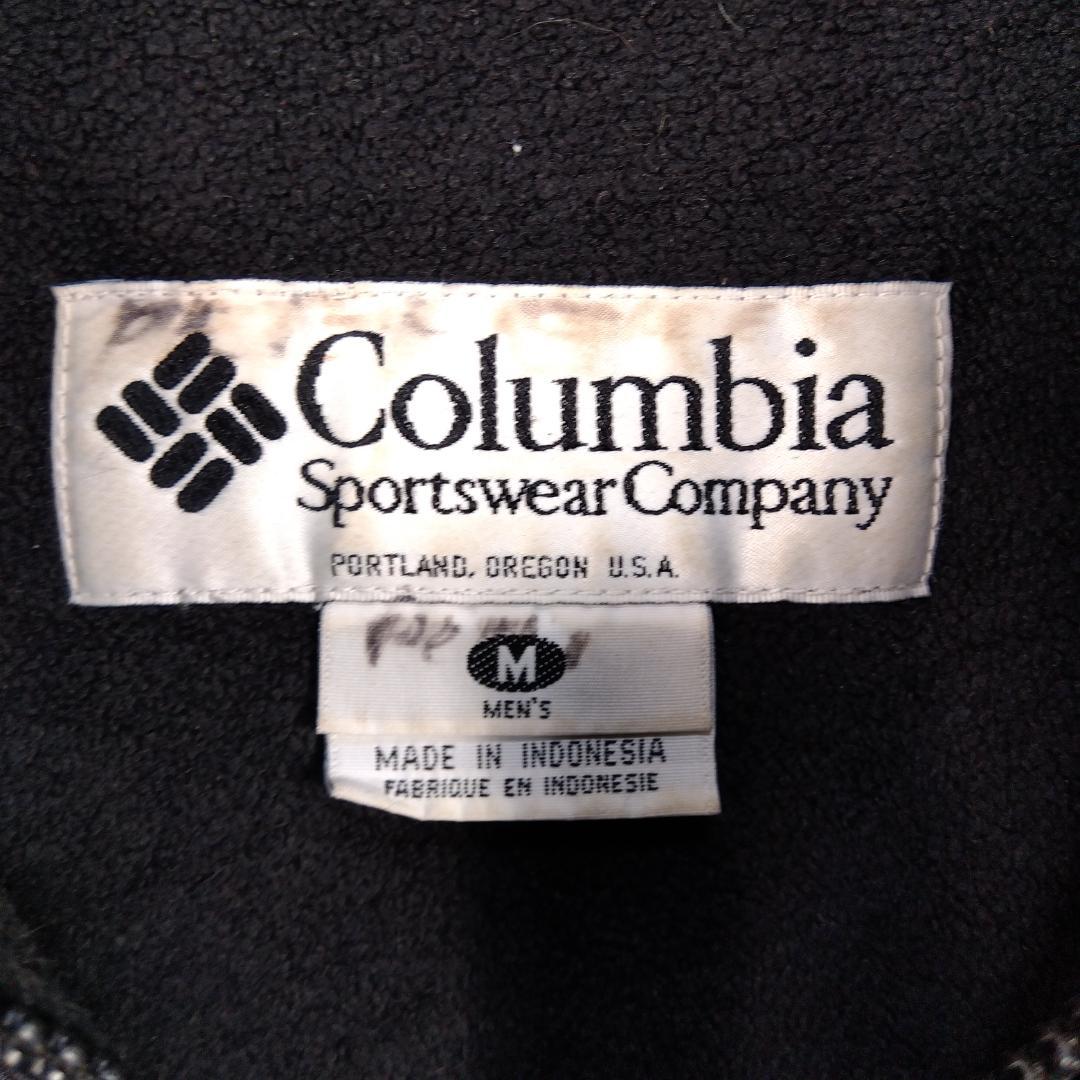 Columbia
Sportswear Company
PORTLAND, OREGON U.S.A.
M
MEN'S
MADE IN INDONESIA
FABRIQUE EN INDONESIE